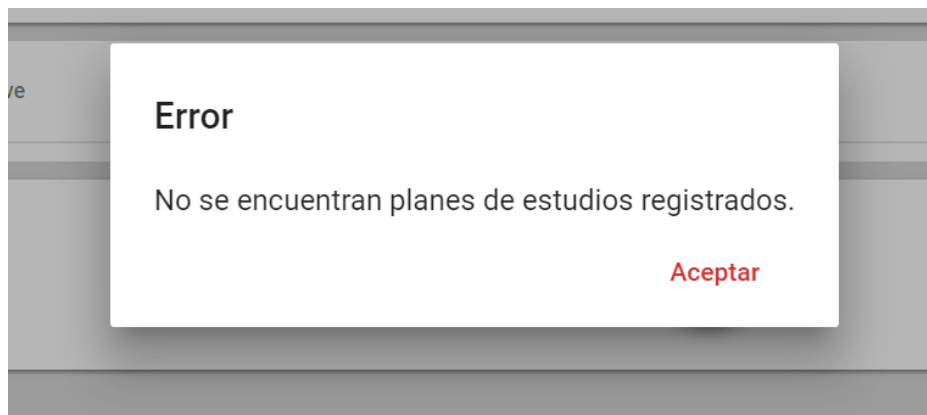 Error
No se encuentran planes de estudios registrados.
Aceptar